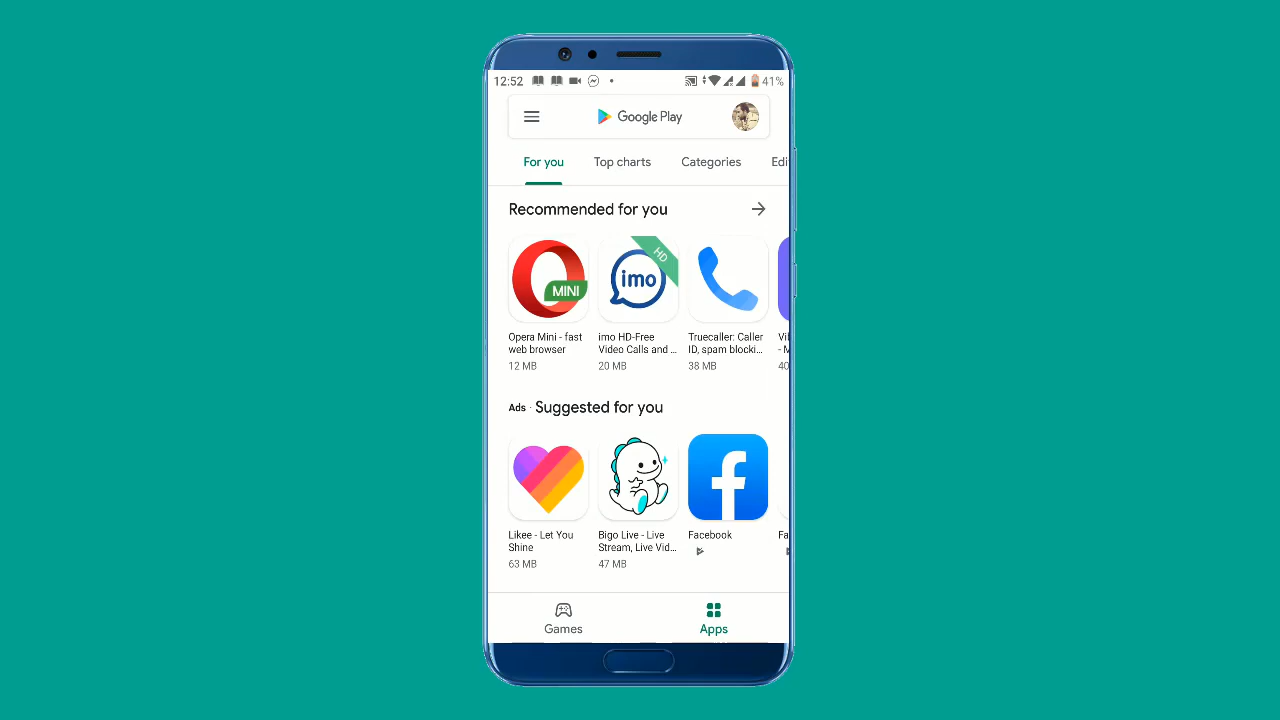 12:52
41%
Google Play
For you Top charts Categories Edi
Recommended for you
MINI
imo
HD
Opera Mini - fast
web browser
12 MB
imo HD-Free
Video Calls and ...
20 MB
Truecaller: Caller
ID, spam blocki...
38 MB
Vi
- M
40
Ads · Suggested for you
Likee - Let You
Shine
63 MB
Bigo Live - Live
Stream, Live Vid...
47 MB
Facebook
Fa
Games
Apps